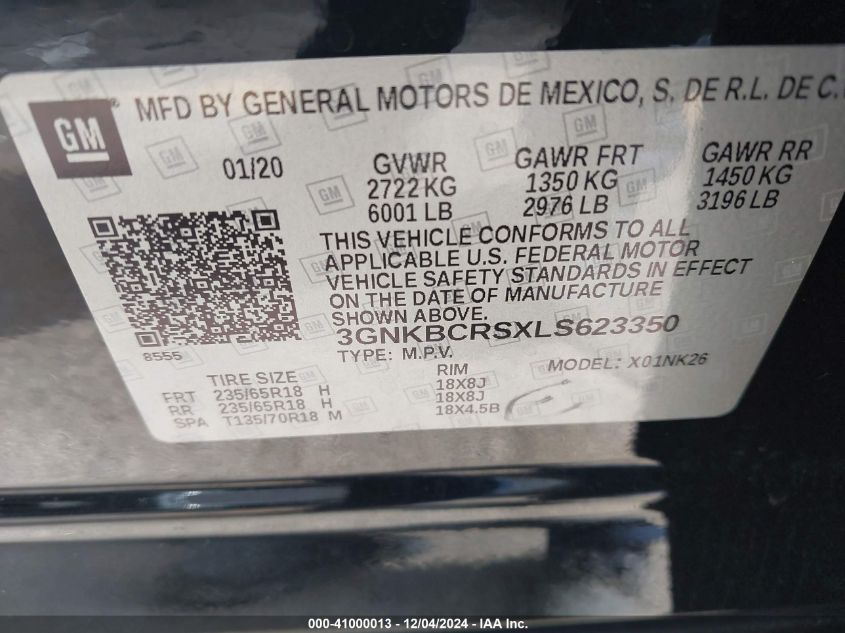 GM
MFD BY GENERAL MOTORS DE MEXICO, S. DE R.L. DE C.
01/20
GVWR
2722 KG
6001 LB
GAWR FRT
1350 KG
2976 LB
GAWR RR
1450 KG
3196 LB
THIS VEHICLE CONFORMS TO ALL
APPLICABLE U.S. FEDERAL MOTOR
VEHICLE SAFETY STANDARDS IN EFFECT
ON THE DATE OF MANUFACTURE
SHOWN ABOVE.
3GNKBCRSXLS623350
8555
TYPE: M.P.V.
MODEL: X01NK26
TIRE SIZE
RIM
FRT 235/65R18 H 18X8J
RR 235/65R18 H 18X8J
SPA T135/70R18 M 18X4.5B
000-41000013 - 12/04/2024 - IAA Inc.